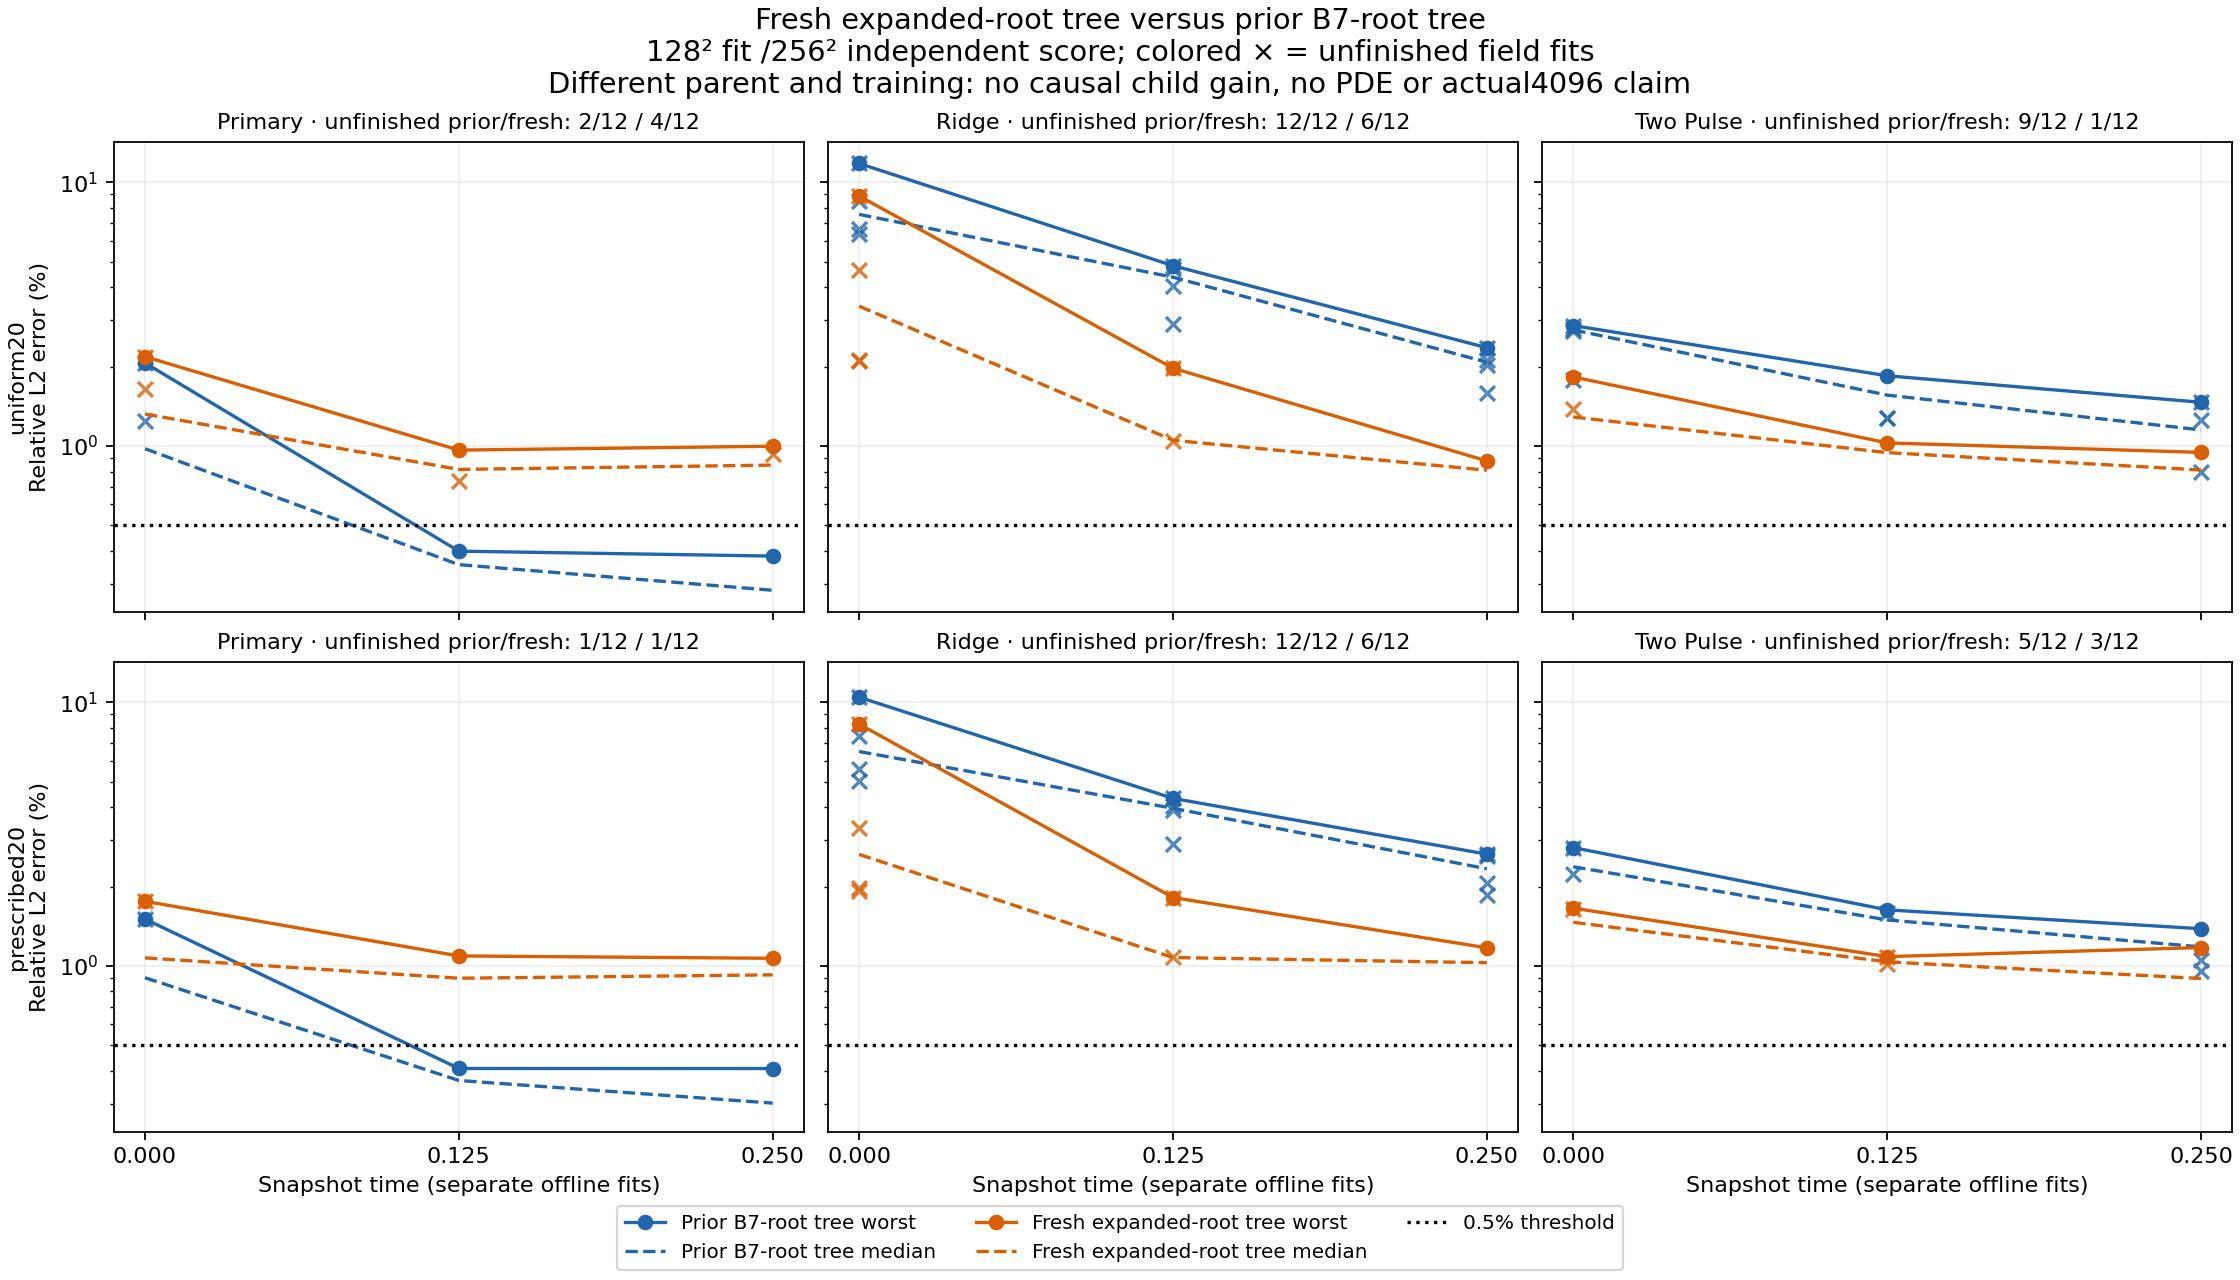 Fresh expanded-root tree versus prior B7-root tree
128² fit /256² independent score; colored × = unfinished field fits
Different parent and training: no causal child gain, no PDE or actual4096 claim
Primary · unfinished prior/fresh: 2/12 / 4/12
Ridge · unfinished prior/fresh: 12/12 / 6/12
Two Pulse · unfinished prior/fresh: 9/12 / 1/12
uniform20
Relative L2 error (%)
10¹
10⁰
Primary · unfinished prior/fresh: 1/12 / 1/12
Ridge · unfinished prior/fresh: 12/12 / 6/12
Two Pulse · unfinished prior/fresh: 5/12 / 3/12
prescribed20
Relative L2 error (%)
10¹
10⁰
0.000 0.125 0.250
0.000 0.125 0.250
0.000 0.125 0.250
Snapshot time (separate offline fits)
Snapshot time (separate offline fits)
Snapshot time (separate offline fits)
Prior B7-root tree worst
Prior B7-root tree median
Fresh expanded-root tree worst
Fresh expanded-root tree median
0.5% threshold